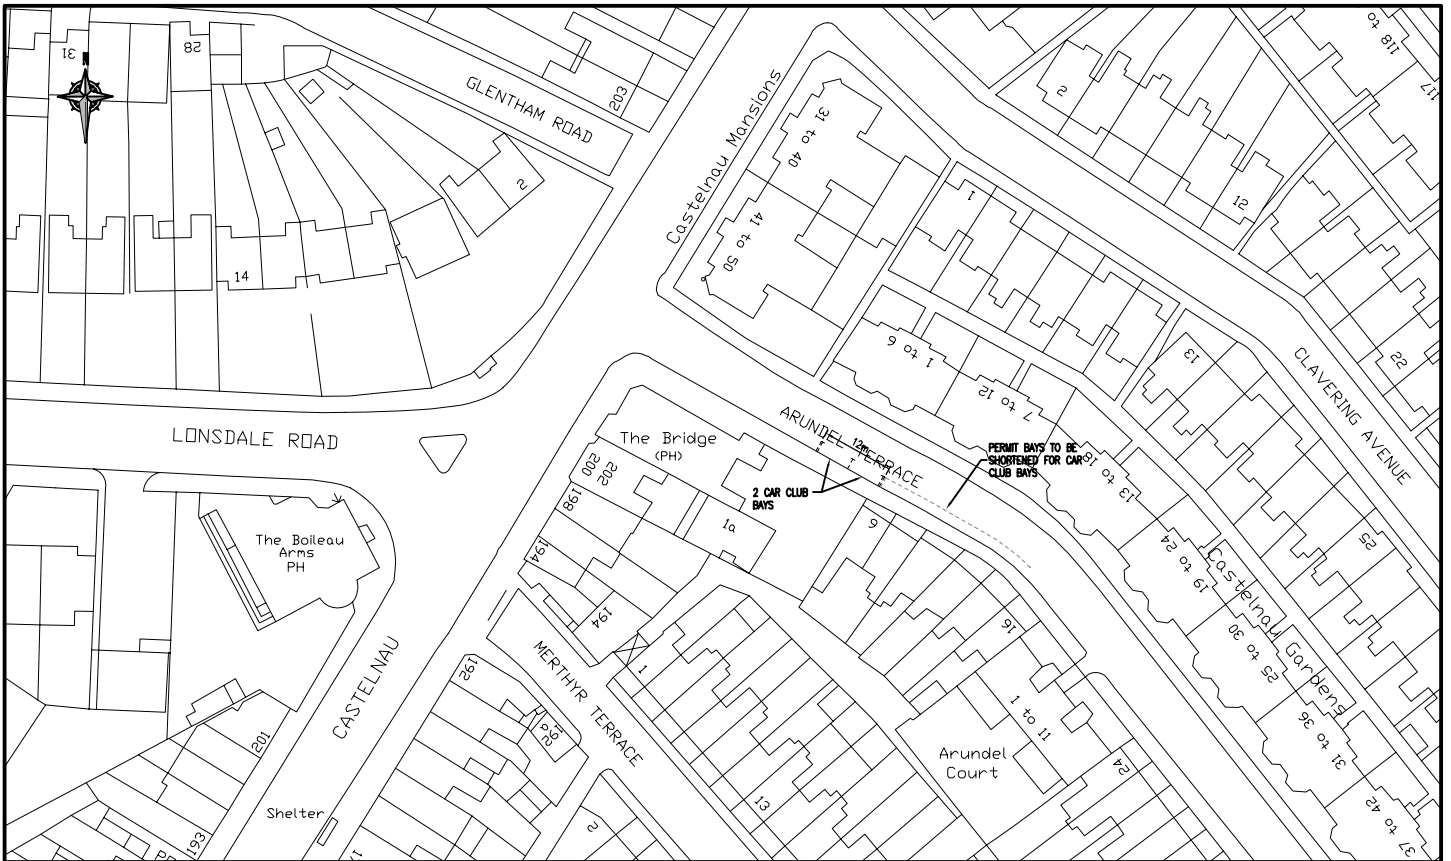 31
N
28
GLENTHAM ROAD
203
2
14
Castelnau Mansions
31 to 40
41 to 50
2
12
118 to
117
1
13
22
CLAVERING AVENUE
1 to 6
7 to 12
13 to 18
19 to 24
25 to 30
31 to 36
37 to 42
Castelnau Gardens
25
LONSDALE ROAD
The Bridge
(PH)
ARUNDEL TERRACE
12m
PERMIT BAYS TO BE
SHORTENED FOR CAR
CLUB BAYS
2 CAR CLUB
BAYS
200
202
198
194
194
1a
9
16
The Boileau
Arms
PH
CASTELNAU
MERTHYR TERRACE
1
192
192a
201
193
Shelter
13
2
1 to 11
Arundel
Court
24